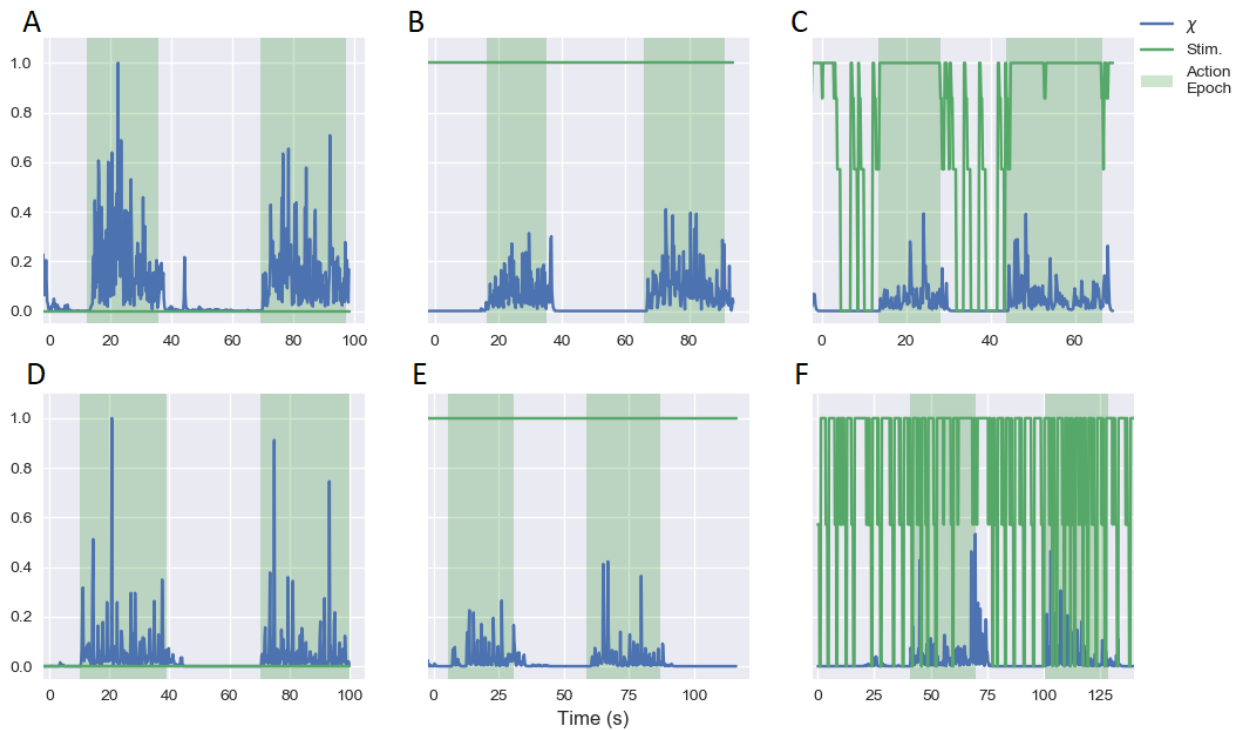 A
B
C
χ
Stim.
Action
Epoch
1.0
0.8
0.6
0.4
0.2
0.0
0 20 40 60 80 100
0 20 40 60 80
0 20 40 60
D
E
F
1.0
0.8
0.6
0.4
0.2
0.0
0 20 40 60 80 100
0 25 50 75 100
0 25 50 75 100 125
Time (s)